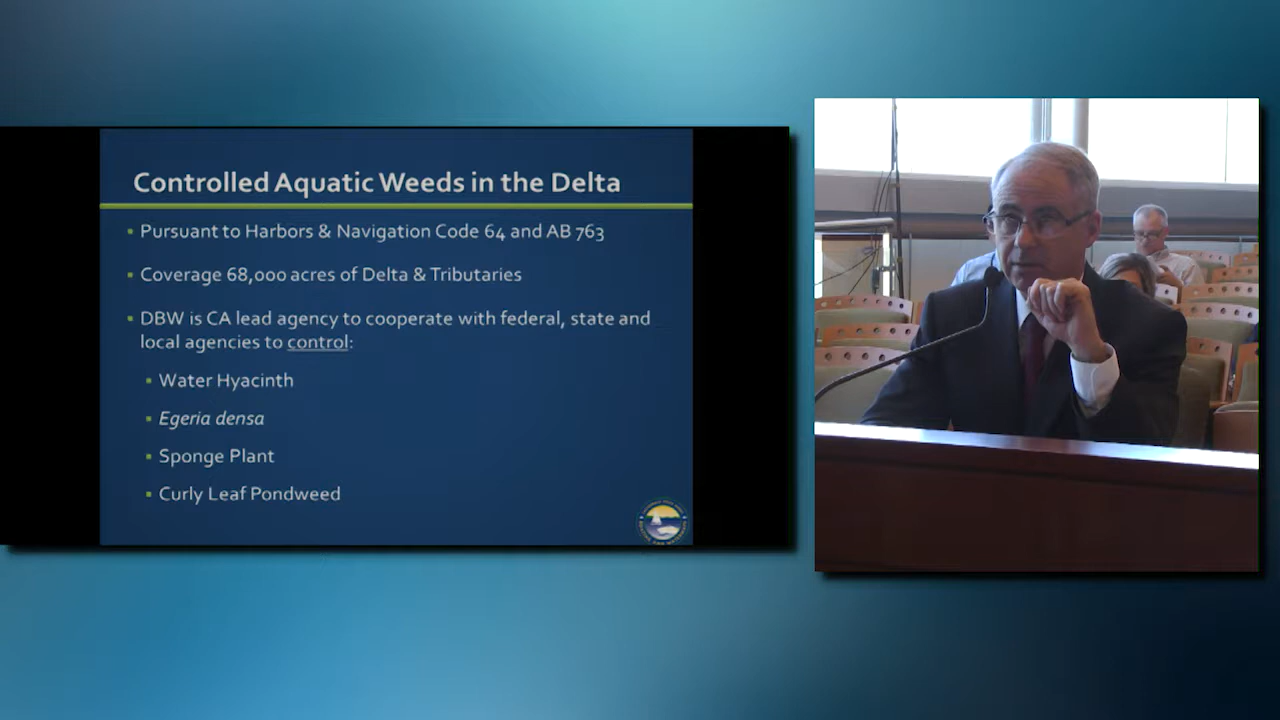 Controlled Aquatic Weeds in the Delta
Pursuant to Harbors & Navigation Code 64 and AB 763
Coverage 68,000 acres of Delta & Tributaries
DBW is CA lead agency to cooperate with federal, state and
local agencies to control:
Water Hyacinth
Egeria densa
Sponge Plant
Curly Leaf Pondweed